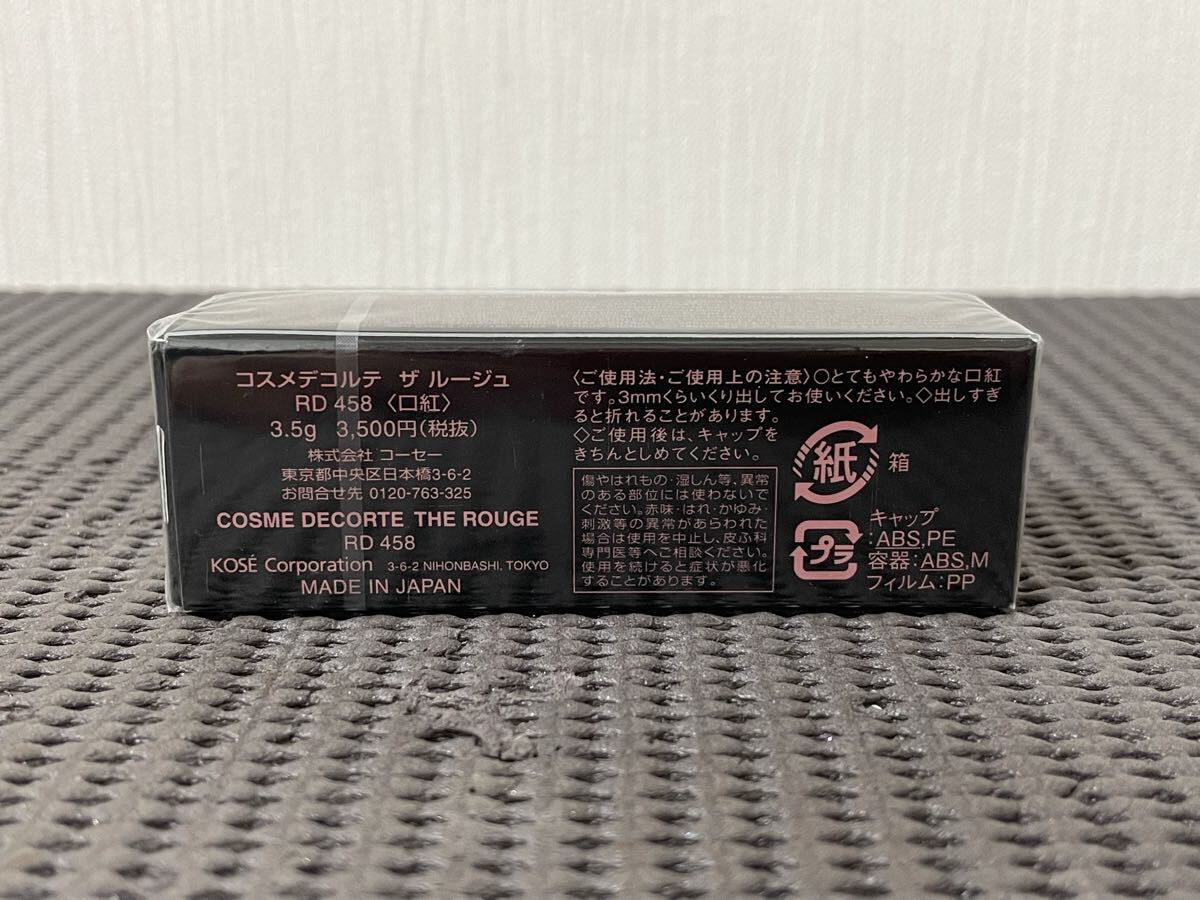 コスメデコルテ ザ ルージュ
RD 458 〈口紅〉
3.5g 3,500円(税抜)
株式会社 コーセー
東京都中央区日本橋3-6-2
お問合せ先 0120-763-325
COSME DECORTE THE ROUGE
RD 458
KOSÉ Corporation 3-6-2 NIHONBASHI, TOKYO
MADE IN JAPAN
〈ご使用法・ご使用上の注意〉○とてもやわらかな口紅
です。3mmくらいくり出してお使いください。◇出しすぎ
ると折れることがあります。
◇ご使用後は、キャップを
きちんとしめてください。
傷やはれもの・湿しん等、異常
のある部位には使わないで
ください。赤味・はれ・かゆみ・
刺激等の異常があらわれた
場合は使用を中止し、皮ふ科
専門医等へご相談ください。
使用を続けると症状が悪化
することがあります。
紙 箱
プラ
キャップ
:ABS,PE
容器:ABS,M
フィルム:PP